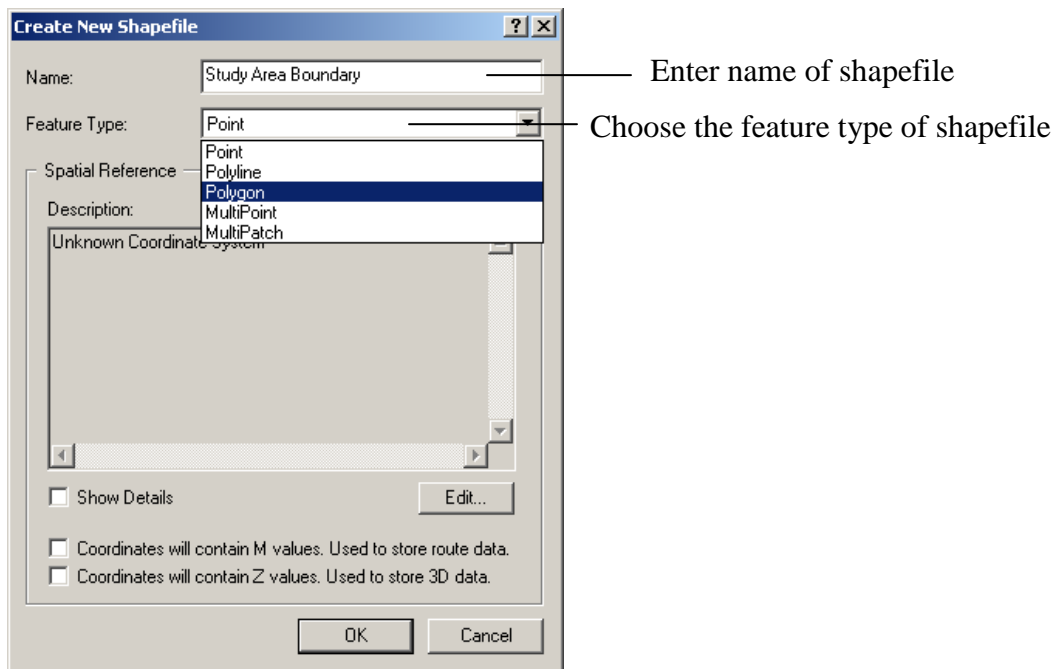 Create New Shapefile
Name: Study Area Boundary
Enter name of shapefile
Feature Type: Point
Choose the feature type of shapefile
Point
Polyline
Polygon
MultiPoint
MultiPatch
Spatial Reference
Description:
Unknown Coordinate System
Show Details
Edit...
Coordinates will contain M values. Used to store route data.
Coordinates will contain Z values. Used to store 3D data.
OK
Cancel